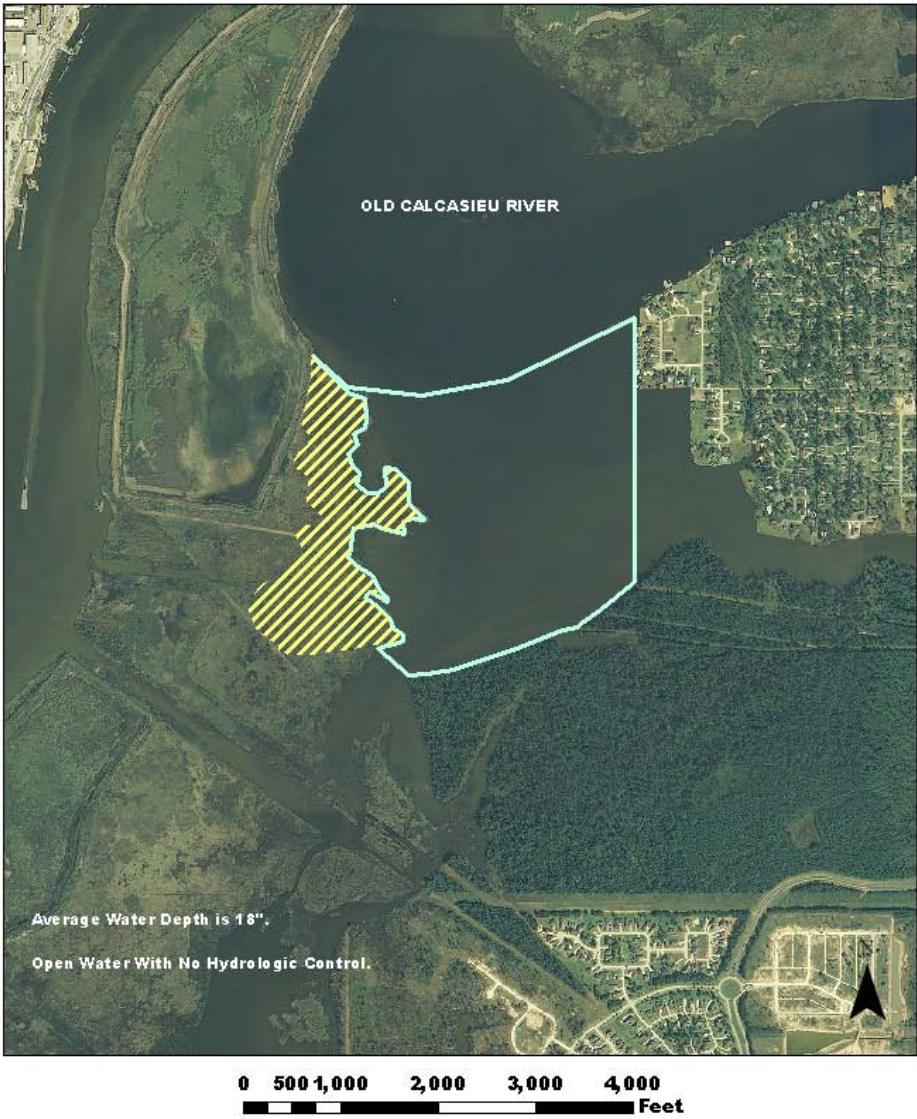 OLD CALCASIEU RIVER
Average Water Depth is 18".
Open Water With No Hydrologic Control.
0 500 1,000 2,000 3,000 4,000
Feet